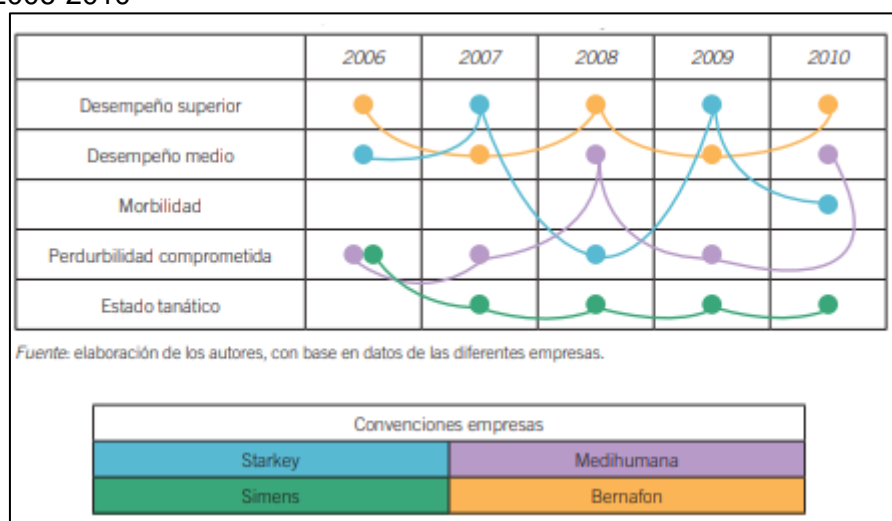 2006 2007 2008 2009 2010
Desempeño superior
Desempeño medio
Morbilidad
Perdurbilidad comprometida
Estado tanático
Fuente: elaboración de los autores, con base en datos de las diferentes empresas.
Convenciones empresas
Starkey Medihumana
Simens Bernafon